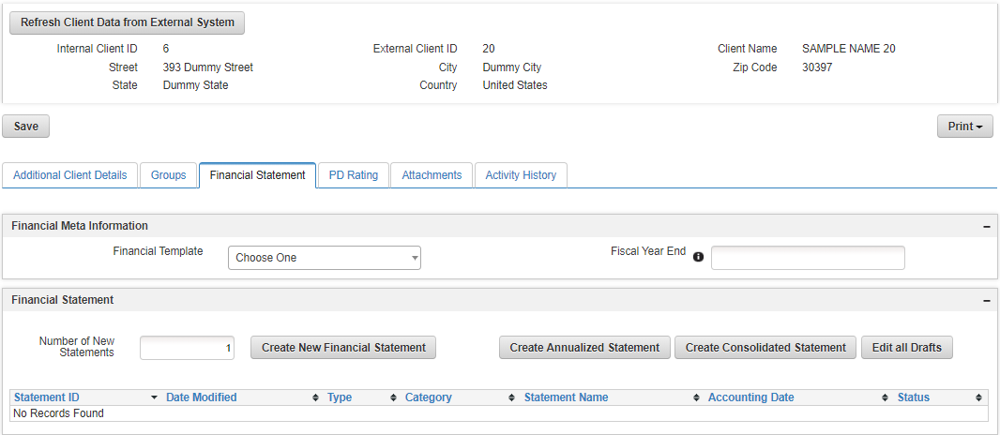 Refresh Client Data from External System
Internal Client ID 6 External Client ID 20 Client Name SAMPLE NAME 20
Street 393 Dummy Street City Dummy City Zip Code 30397
State Dummy State Country United States
Save Print
Additional Client Details Groups Financial Statement PD Rating Attachments Activity History
Financial Meta Information
Financial Template Choose One Fiscal Year End
Financial Statement
Number of New
Statements 1 Create New Financial Statement Create Annualized Statement Create Consolidated Statement Edit all Drafts
Statement ID Date Modified Type Category Statement Name Accounting Date Status
No Records Found